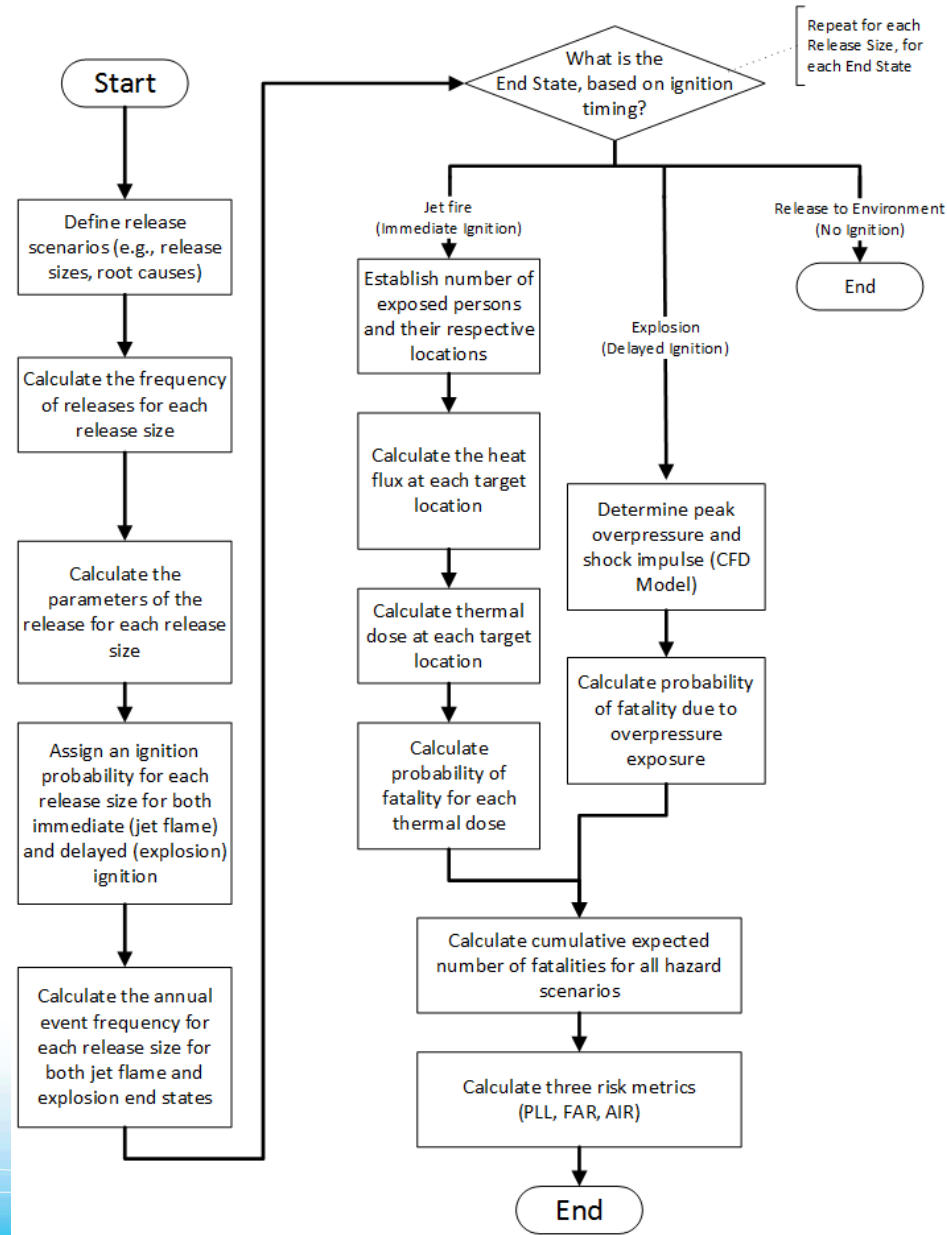 Start
Define release
scenarios (e.g., release
sizes, root causes)
Calculate the frequency
of releases for each
release size
Calculate the
parameters of the
release for each release
size
Assign an ignition
probability for each
release size for both
immediate (jet flame)
and delayed (explosion)
ignition
Calculate the annual
event frequency for
each release size for
both jet flame and
explosion end states
What is the
End State, based on ignition
timing?
Repeat for each
Release Size, for
each End State
Jet fire
(Immediate Ignition)
Establish number of
exposed persons
and their respective
locations
Calculate the heat
flux at each target
location
Calculate thermal
dose at each target
location
Calculate
probability of
fatality for each
thermal dose
Explosion
(Delayed Ignition)
Determine peak
overpressure and
shock impulse (CFD
Model)
Calculate probability
of fatality due to
overpressure
exposure
Release to Environment
(No Ignition)
End
Calculate cumulative expected
number of fatalities for all hazard
scenarios
Calculate three risk metrics
(PLL, FAR, AIR)
End